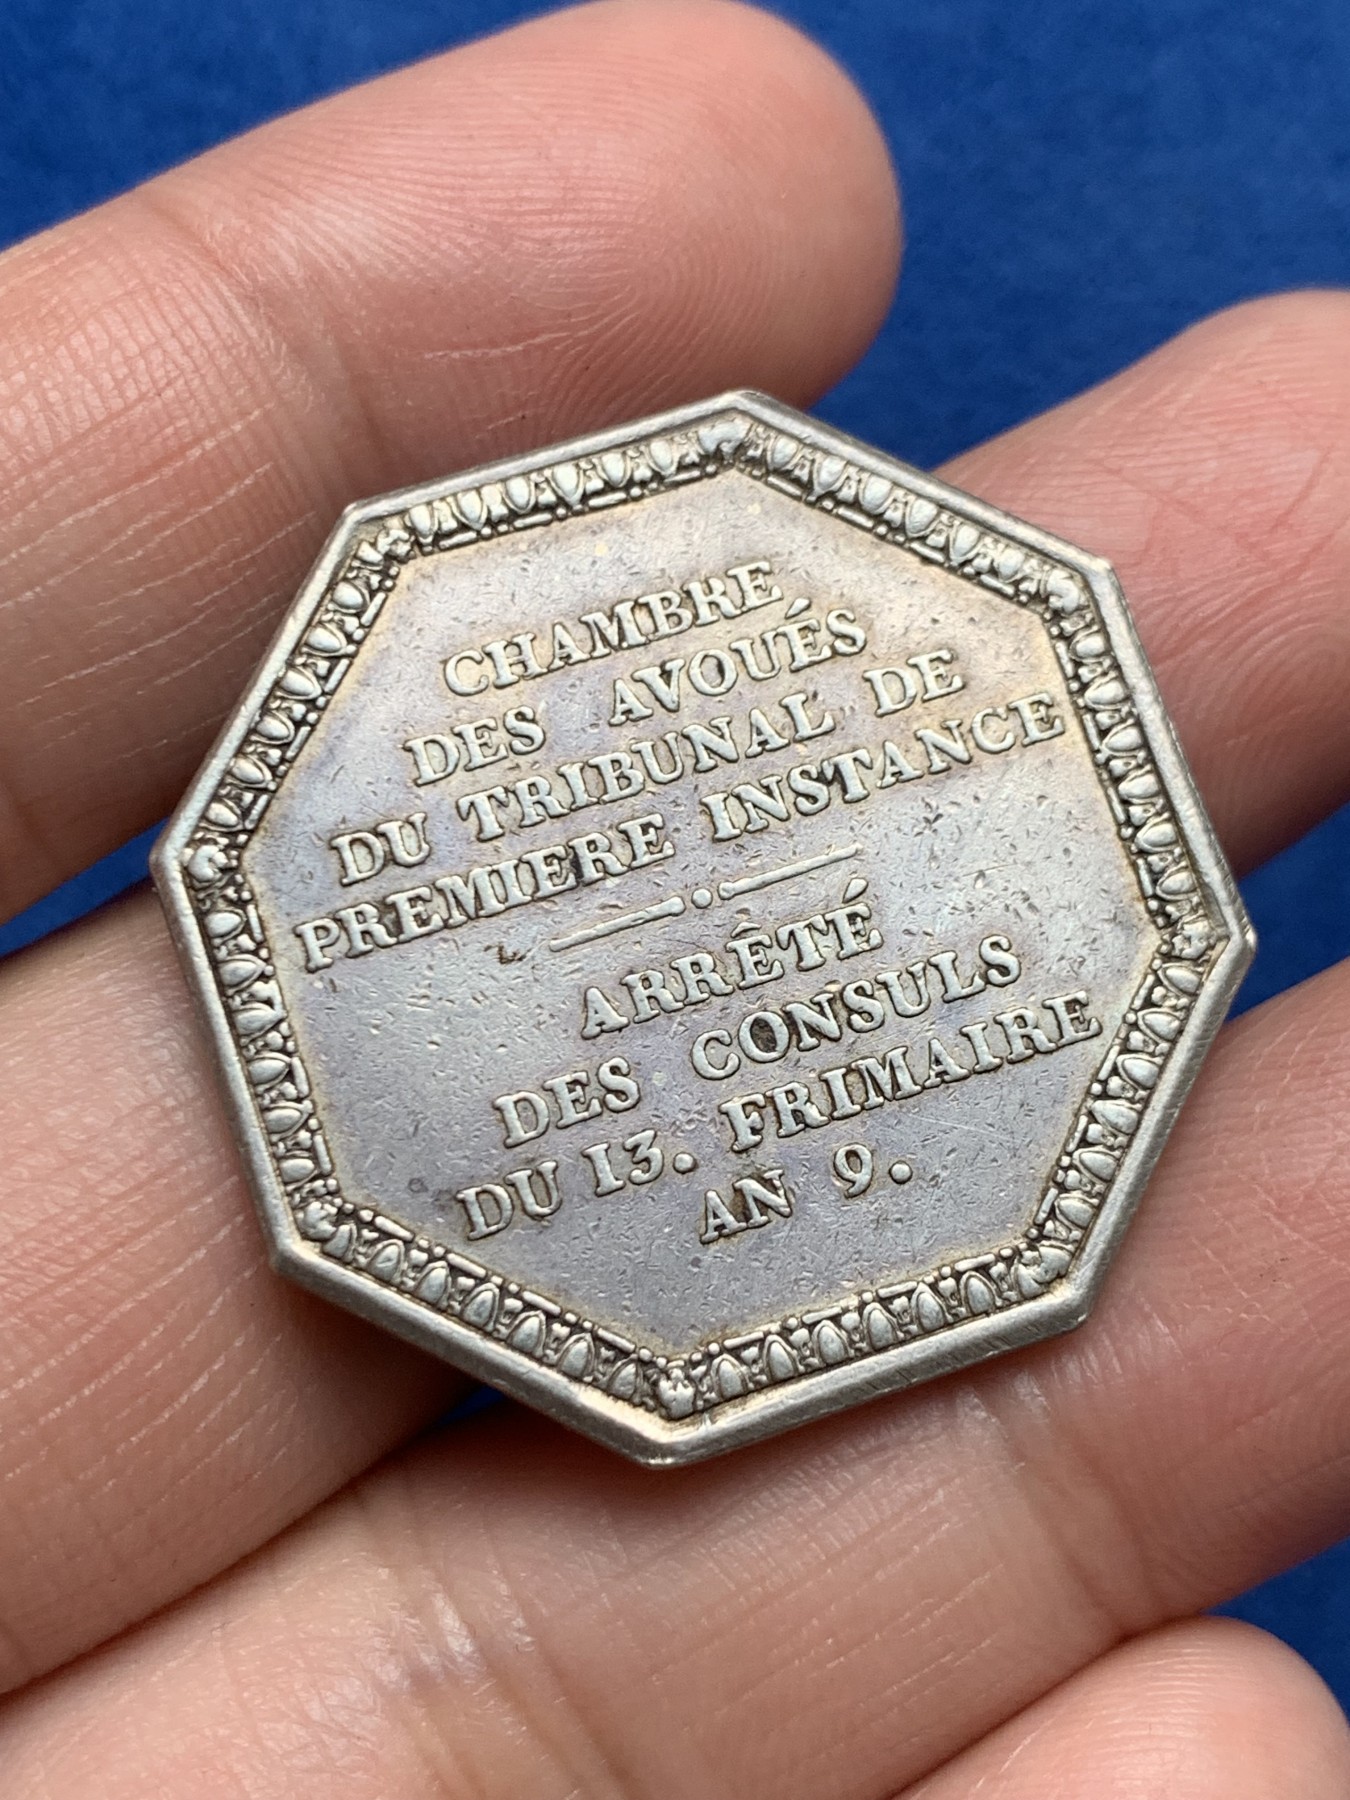 CHAMBRE
DES AVOUÉS
DU TRIBUNAL DE
PREMIERE INSTANCE
ARRÊTÉ
DES CONSULS
DU 13. FRIMAIRE
AN 9.